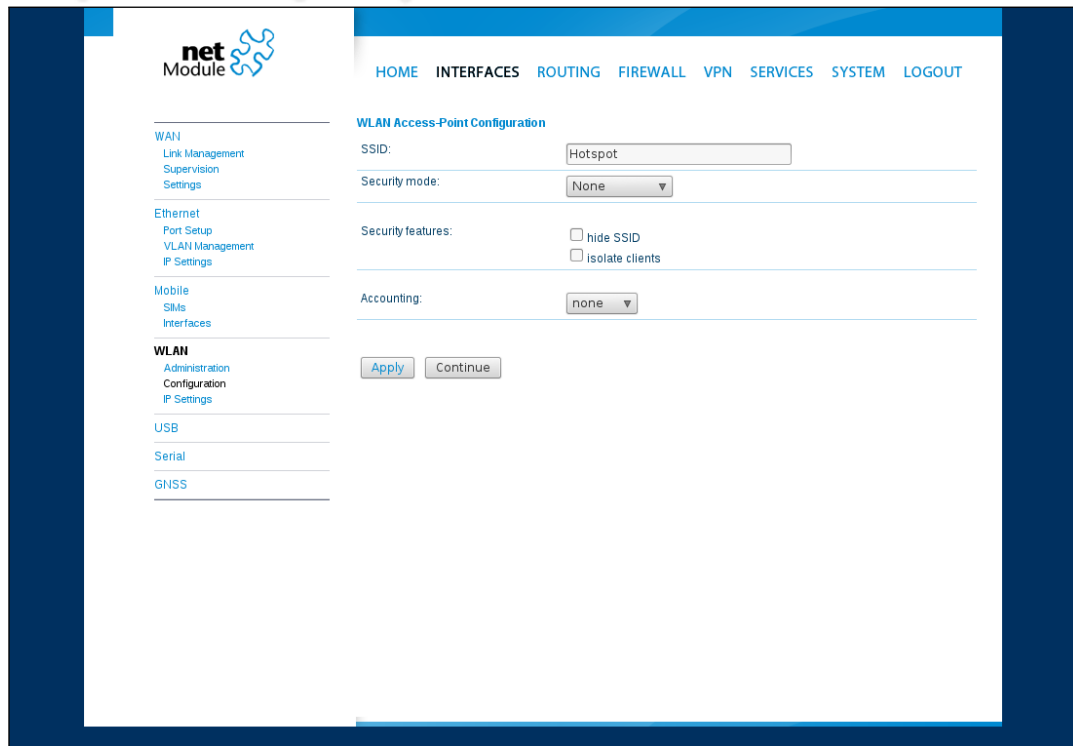 net
Module
HOME INTERFACES ROUTING FIREWALL VPN SERVICES SYSTEM LOGOUT
WAN
Link Management
Supervision
Settings
Ethernet
Port Setup
VLAN Management
IP Settings
Mobile
SIMs
Interfaces
WLAN
Administration
Configuration
IP Settings
USB
Serial
GNSS
WLAN Access-Point Configuration
SSID: Hotspot
Security mode: None
Security features: hide SSID
isolate clients
Accounting: none
Apply Continue